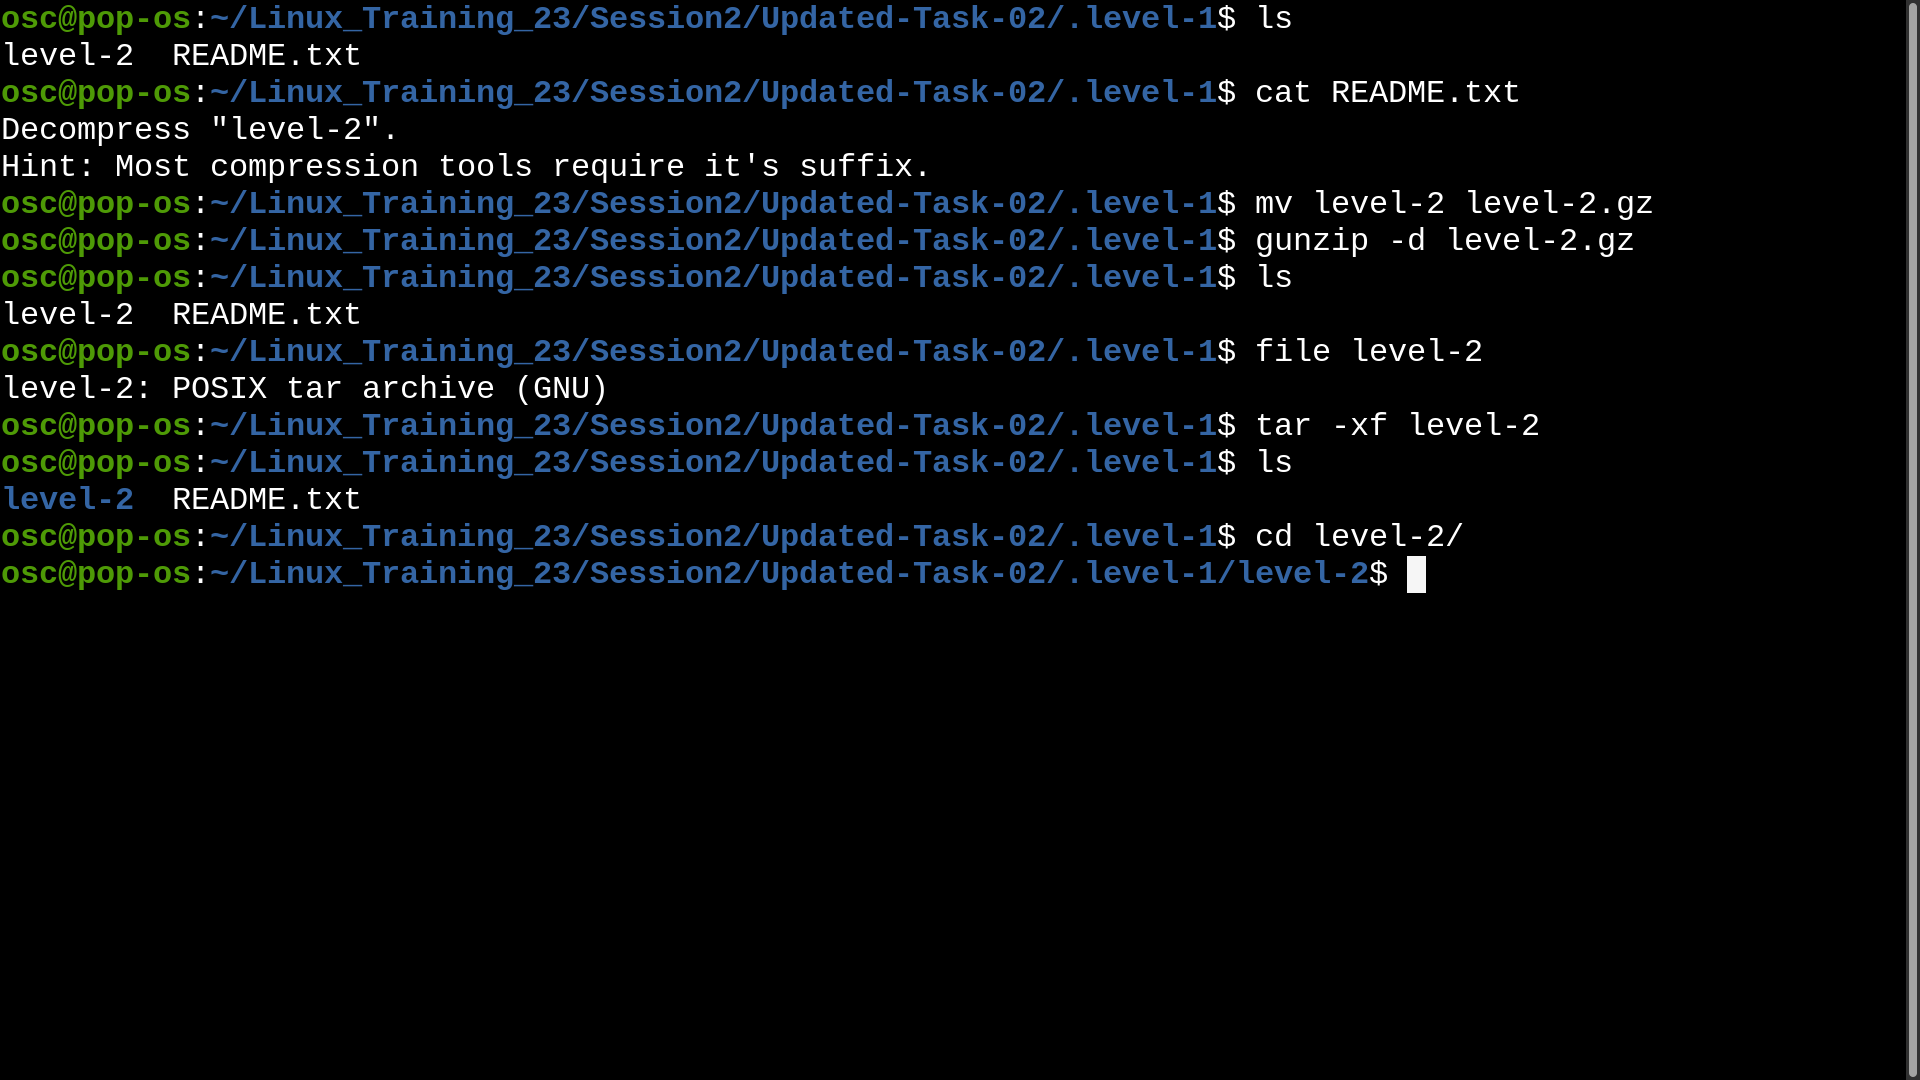 osc@pop-os:~/Linux_Training_23/Session2/Updated-Task-02/.level-1$ ls
level-2  README.txt
osc@pop-os:~/Linux_Training_23/Session2/Updated-Task-02/.level-1$ cat README.txt
Decompress "level-2".
Hint: Most compression tools require it's suffix.
osc@pop-os:~/Linux_Training_23/Session2/Updated-Task-02/.level-1$ mv level-2 level-2.gz
osc@pop-os:~/Linux_Training_23/Session2/Updated-Task-02/.level-1$ gunzip -d level-2.gz
osc@pop-os:~/Linux_Training_23/Session2/Updated-Task-02/.level-1$ ls
level-2  README.txt
osc@pop-os:~/Linux_Training_23/Session2/Updated-Task-02/.level-1$ file level-2
level-2: POSIX tar archive (GNU)
osc@pop-os:~/Linux_Training_23/Session2/Updated-Task-02/.level-1$ tar -xf level-2
osc@pop-os:~/Linux_Training_23/Session2/Updated-Task-02/.level-1$ ls
level-2  README.txt
osc@pop-os:~/Linux_Training_23/Session2/Updated-Task-02/.level-1$ cd level-2/
osc@pop-os:~/Linux_Training_23/Session2/Updated-Task-02/.level-1/level-2$